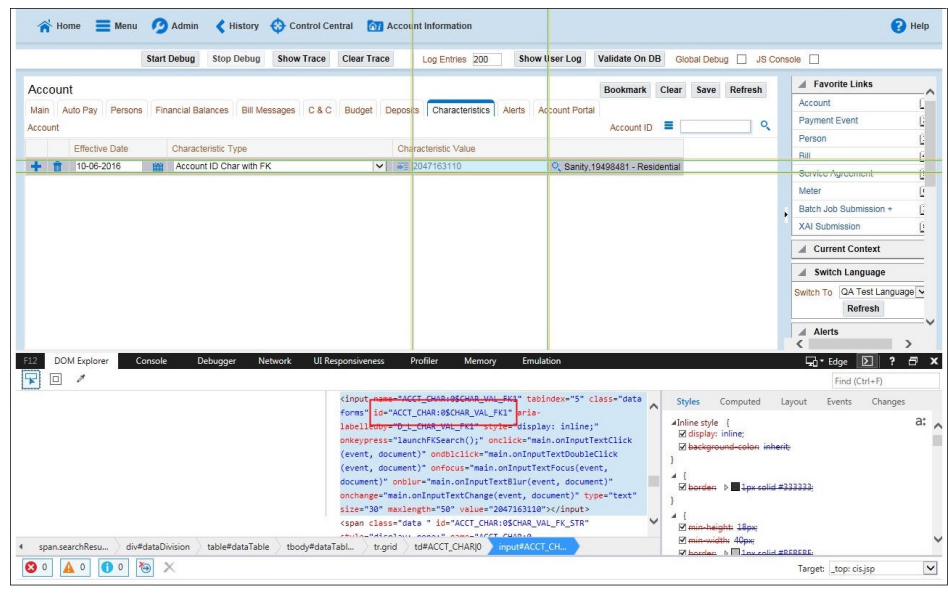 Home Menu Admin History Control Central Account Information Help
Start Debug Stop Debug Show Trace Clear Trace Log Entries 200 Show User Log Validate On DB Global Debug JS Console
Account
Bookmark Clear Save Refresh
Main Auto Pay Persons Financial Balances Bill Messages C & C Budget Deposits Characteristics Alerts Account Portal
Account
Account ID
Effective Date Characteristic Type Characteristic Value
10-06-2016 Account ID Char with FK 2047163110 Sanity,19498481 - Residential
Favorite Links
Account
Payment Event
Person
Bill
Service Agreement
Meter
Batch Job Submission +
XAI Submission
Current Context
Switch Language
Switch To QA Test Language
Refresh
Alerts
F12 DOM Explorer Console Debugger Network UI Responsiveness Profiler Memory Emulation Edge ?
Find (Ctrl+F)
<input name="ACCT_CHAR:0$CHAR_VAL_FK1" tabindex="5" class="data
forms" id="ACCT_CHAR:0$CHAR_VAL_FK1" aria-
labelledby="D_L_CHAR_VAL_FK1" style="display: inline;"
onkeypress="launchFKSearch();" onclick="main.onInputTextClick
(event, document)" ondblclick="main.onInputTextDoubleClick
(event, document)" onfocus="main.onInputTextFocus(event,
document)" onblur="main.onInputTextBlur(event, document)"
onchange="main.onInputTextChange(event, document)" type="text"
size="30" maxlength="50" value="2047163110"></input>
<span class="data " id="ACCT_CHAR:0$CHAR_VAL_FK_STR"
style="display: none;" name="ACCT_CHAR:0
Styles Computed Layout Events Changes
Inline style {
a:
display: inline;
background-color: inherit;
}
{
border: 1px solid #333333;
}
{
min-height: 18px;
min-width: 40px;
border: 1px solid #BEBEBE;
span.searchResu... div#dataDivision table#dataTable tbody#dataTabl... tr.grid td#ACCT_CHAR|0 input#ACCT_CH...
0 0 0
Target: _top: cis.jsp